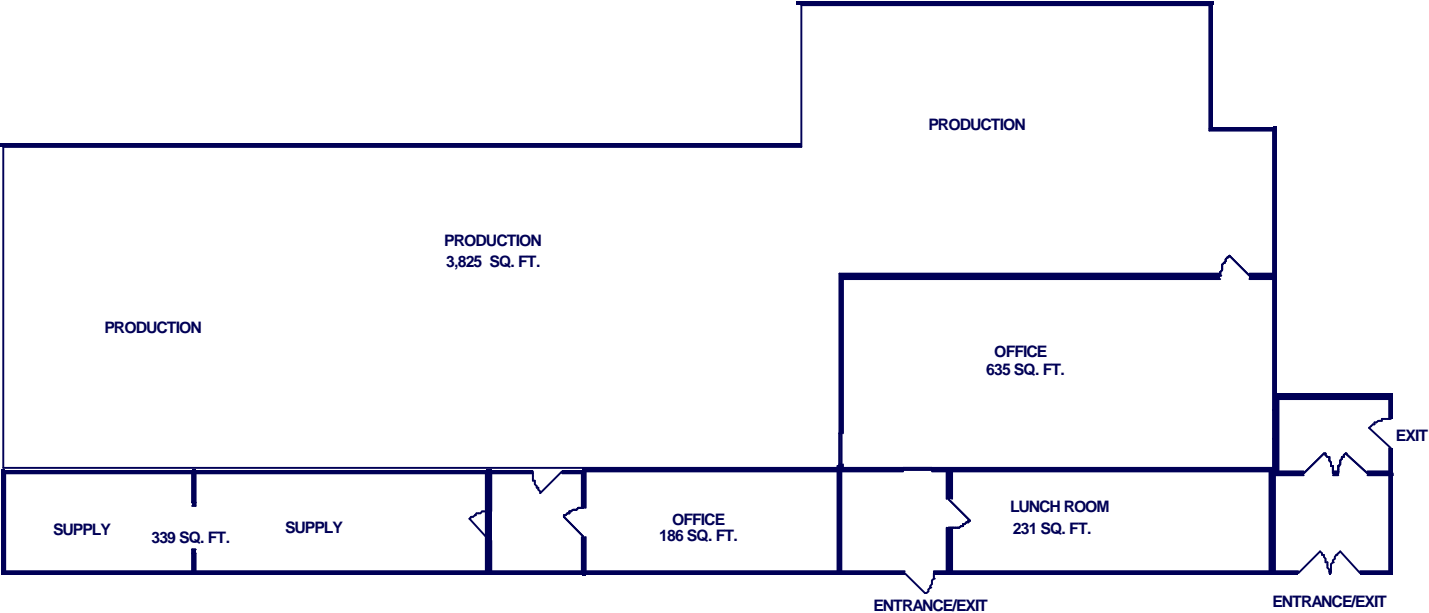 PRODUCTION
PRODUCTION
3,825 SQ. FT.
PRODUCTION
OFFICE
635 SQ. FT.
EXIT
SUPPLY
339 SQ. FT.
SUPPLY
OFFICE
186 SQ. FT.
LUNCH ROOM
231 SQ. FT.
ENTRANCE/EXIT
ENTRANCE/EXIT